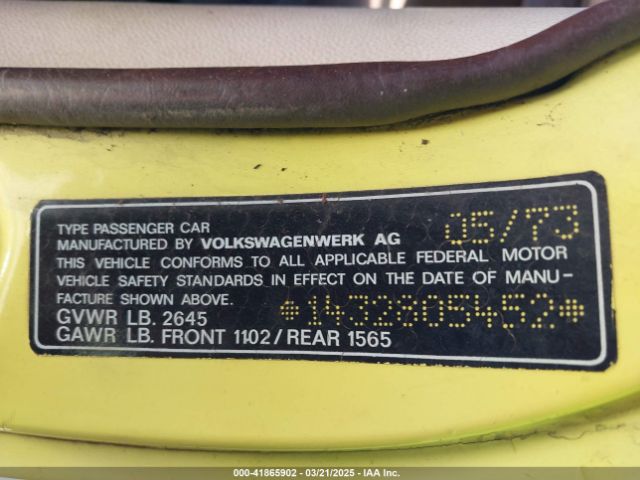 TYPE PASSENGER CAR
MANUFACTURED BY VOLKSWAGENWERK AG 05/73
THIS VEHICLE CONFORMS TO ALL APPLICABLE FEDERAL MOTOR
VEHICLE SAFETY STANDARDS IN EFFECT ON THE DATE OF MANU-
FACTURE SHOWN ABOVE.
GVWR LB. 2645 *1432805452*
GAWR LB. FRONT 1102/REAR 1565
000-41865902 - 03/21/2025 - IAA Inc.